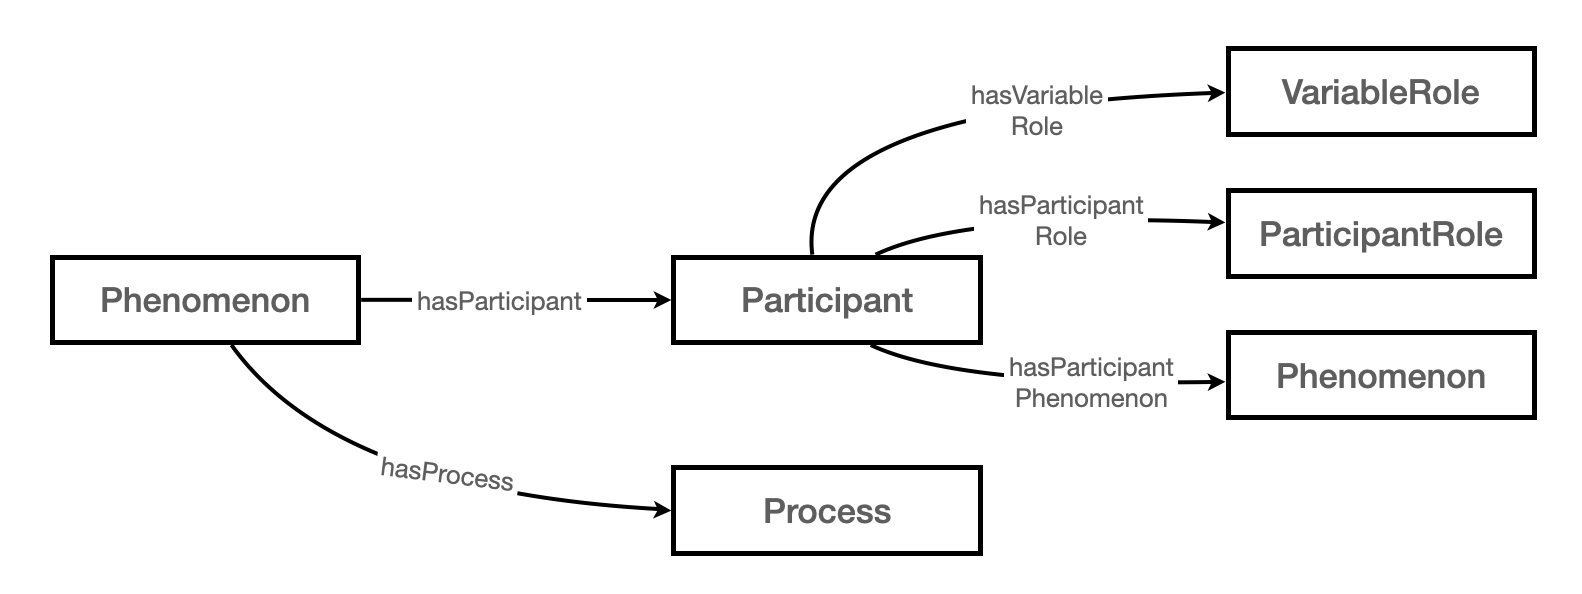 hasVariable
Role
VariableRole
hasParticipant
Role
ParticipantRole
Phenomenon
hasParticipant
Participant
hasParticipant
Phenomenon
Phenomenon
hasProcess
Process